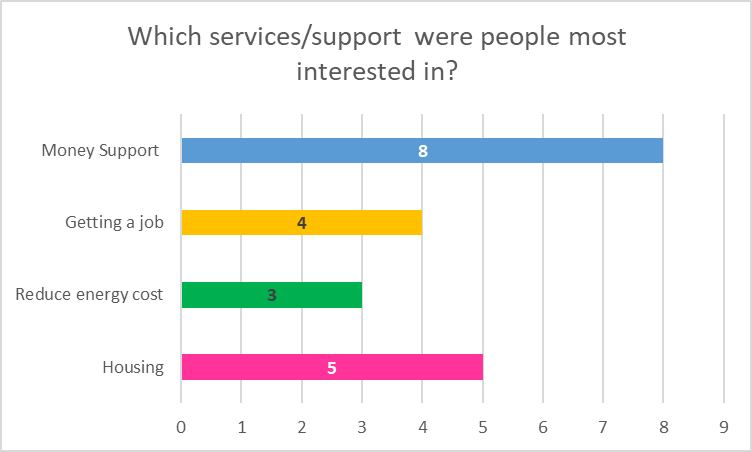 Which services/support were people most
interested in?
Money Support
8
Getting a job
4
Reduce energy cost
3
Housing
5
0 1 2 3 4 5 6 7 8 9